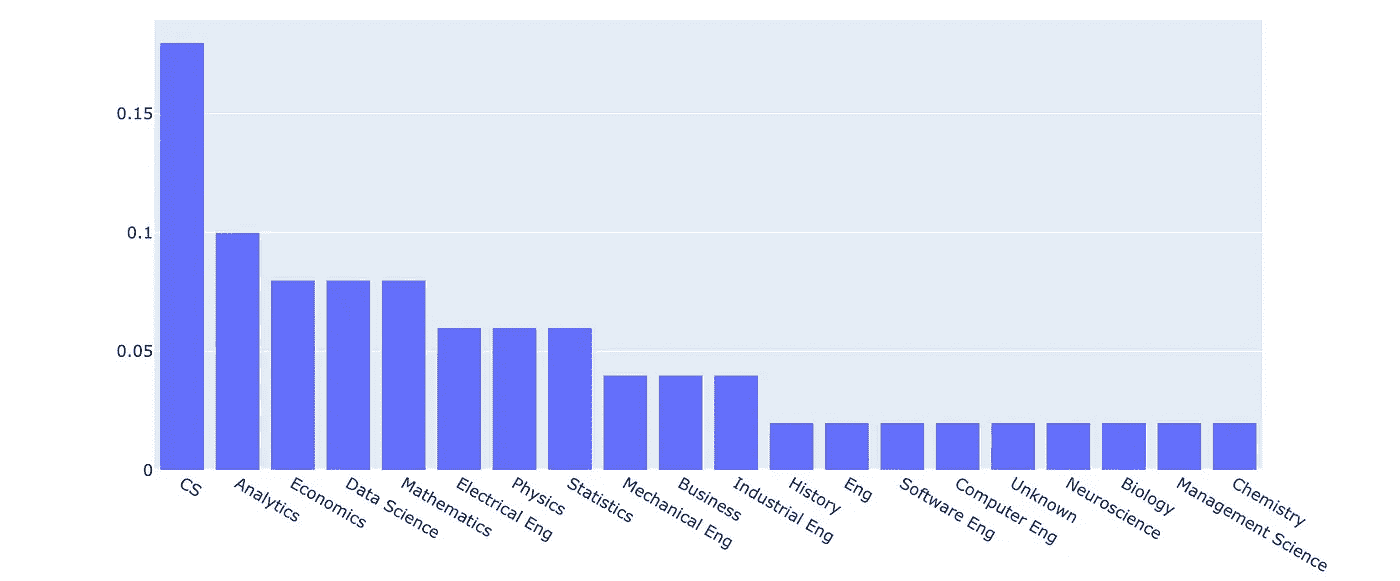 0.15
0.1
0.05
0
CS
Analytics
Economics
Data Science
Mathematics
Electrical Eng
Physics
Statistics
Mechanical Eng
Business
Industrial Eng
History
Eng
Software Eng
Computer Eng
Unknown
Neuroscience
Biology
Management Science
Chemistry